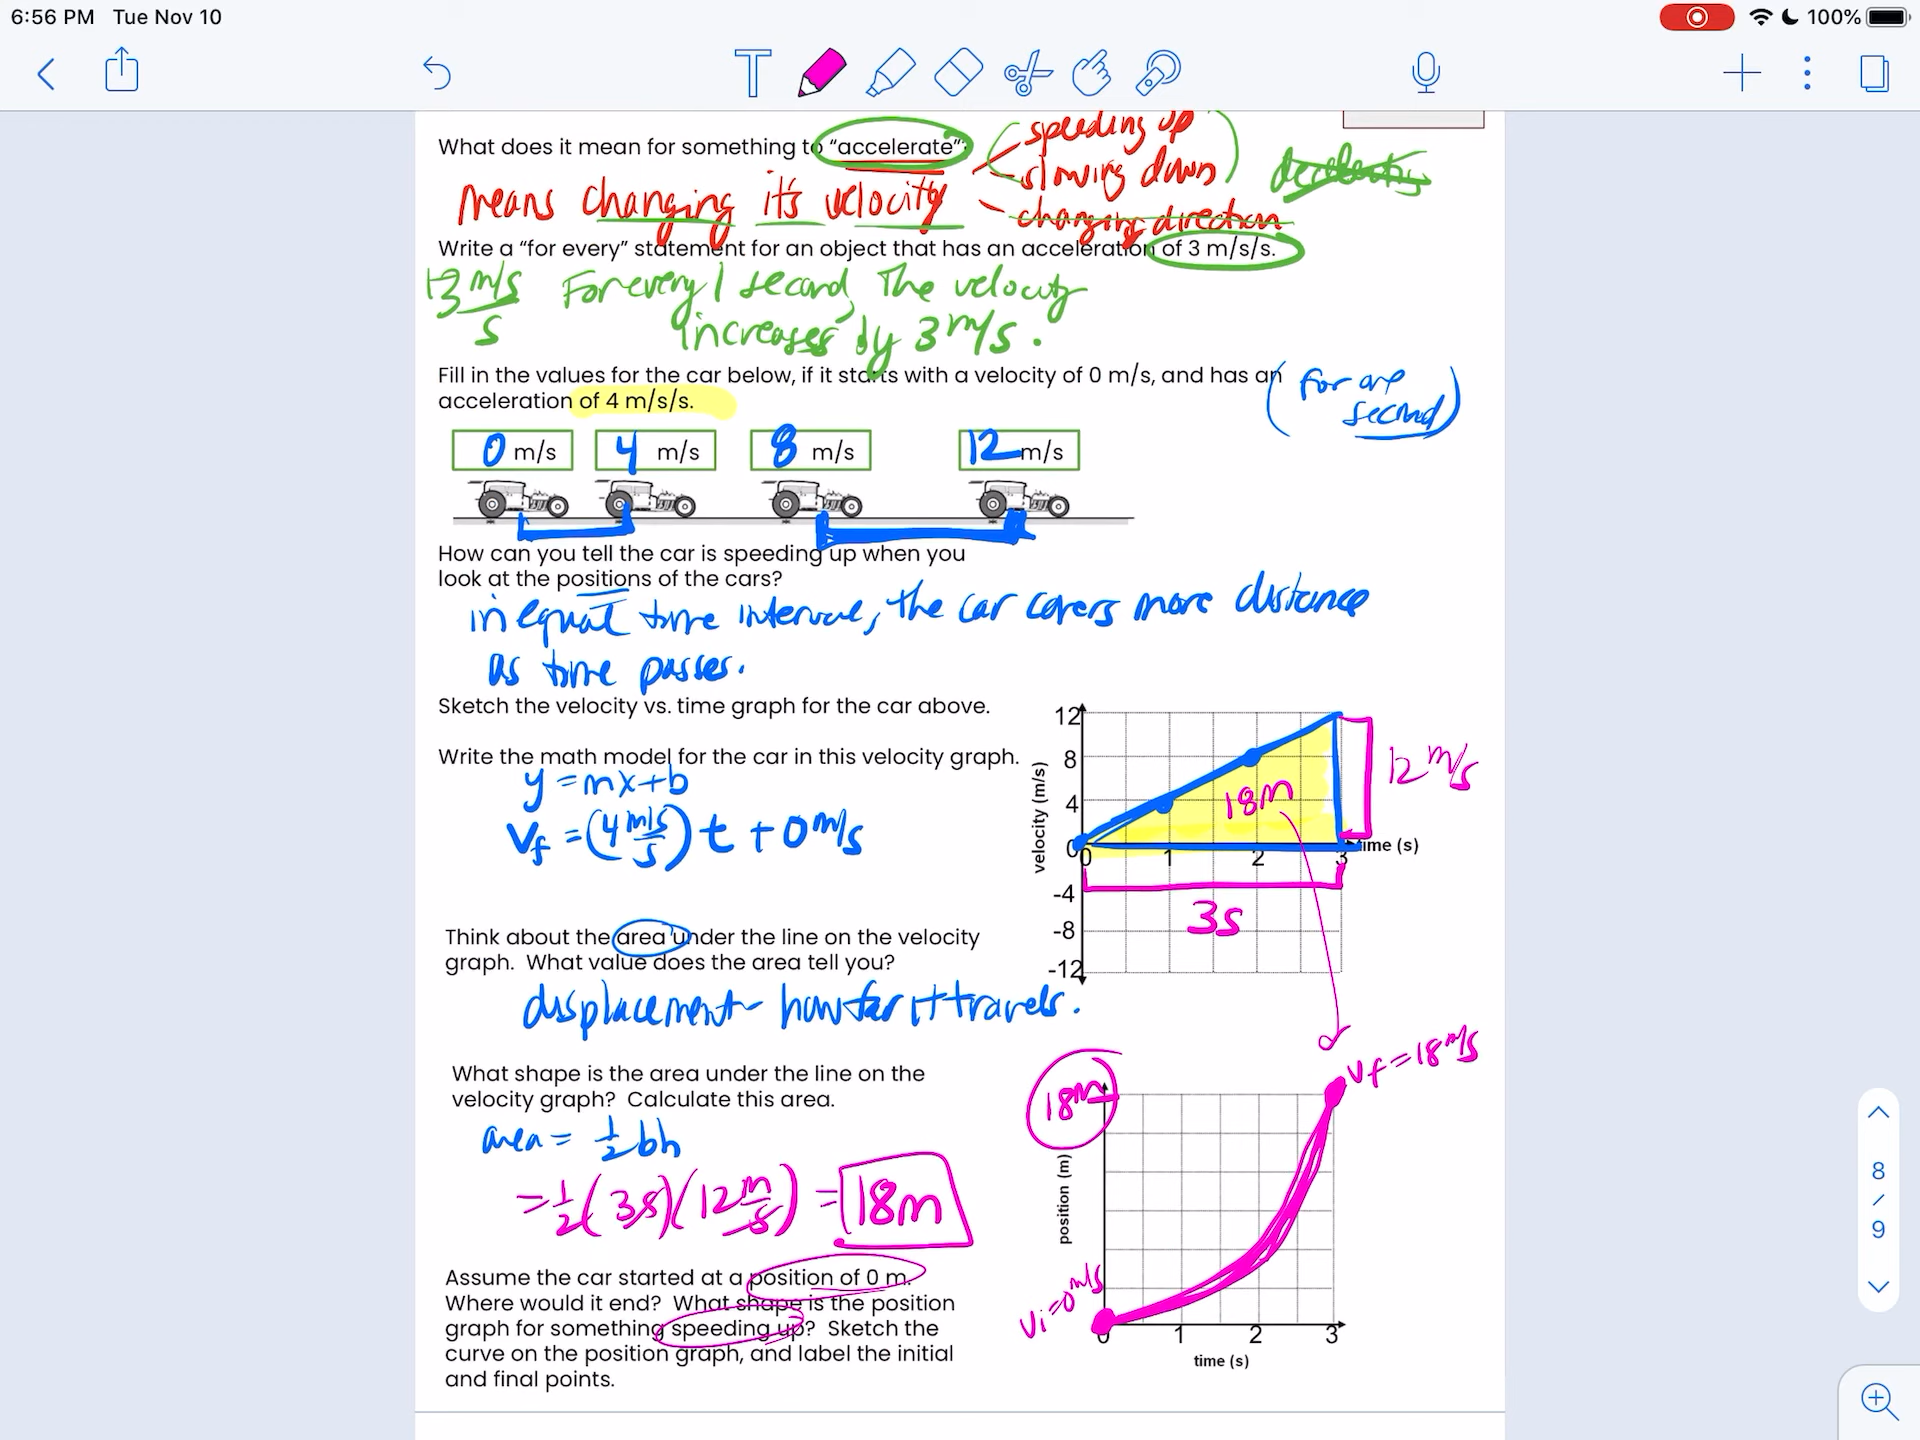 6:56 PM Tue Nov 10
100%
speeding up
What does it mean for something to "accelerate"?
slowing down
means changing it's velocity
changing direction
Write a "for every" statement for an object that has an acceleration of 3 m/s/s.
3 m/s
s
For every 1 second, The velocity
increases by 3 m/s.
Fill in the values for the car below, if it starts with a velocity of 0 m/s, and has an
acceleration of 4 m/s/s.
(for one
second)
0 m/s 4 m/s 8 m/s 12 m/s
How can you tell the car is speeding up when you
look at the positions of the cars?
in equal time interval, the car covers more distance
as time passes.
Sketch the velocity vs. time graph for the car above.
Write the math model for the car in this velocity graph.
y = mx+b
Vf = (4 m/s/s) t + 0 m/s
12
8
4
0
-4
-8
-12
velocity (m/s)
0 1 2 3
time (s)
18m
12 m/s
3s
Think about the area under the line on the velocity
graph. What value does the area tell you?
displacement - how far it travels.
What shape is the area under the line on the
velocity graph? Calculate this area.
area = 1/2 bh
= 1/2 (3s)(12 m/s) = 18m
Assume the car started at a position of 0 m.
Where would it end? What shape is the position
graph for something speeding up? Sketch the
curve on the position graph, and label the initial
and final points.
18m
Vf = 18 m/s
position (m)
Vi = 0 m/s
0 1 2 3
time (s)
8
/
9